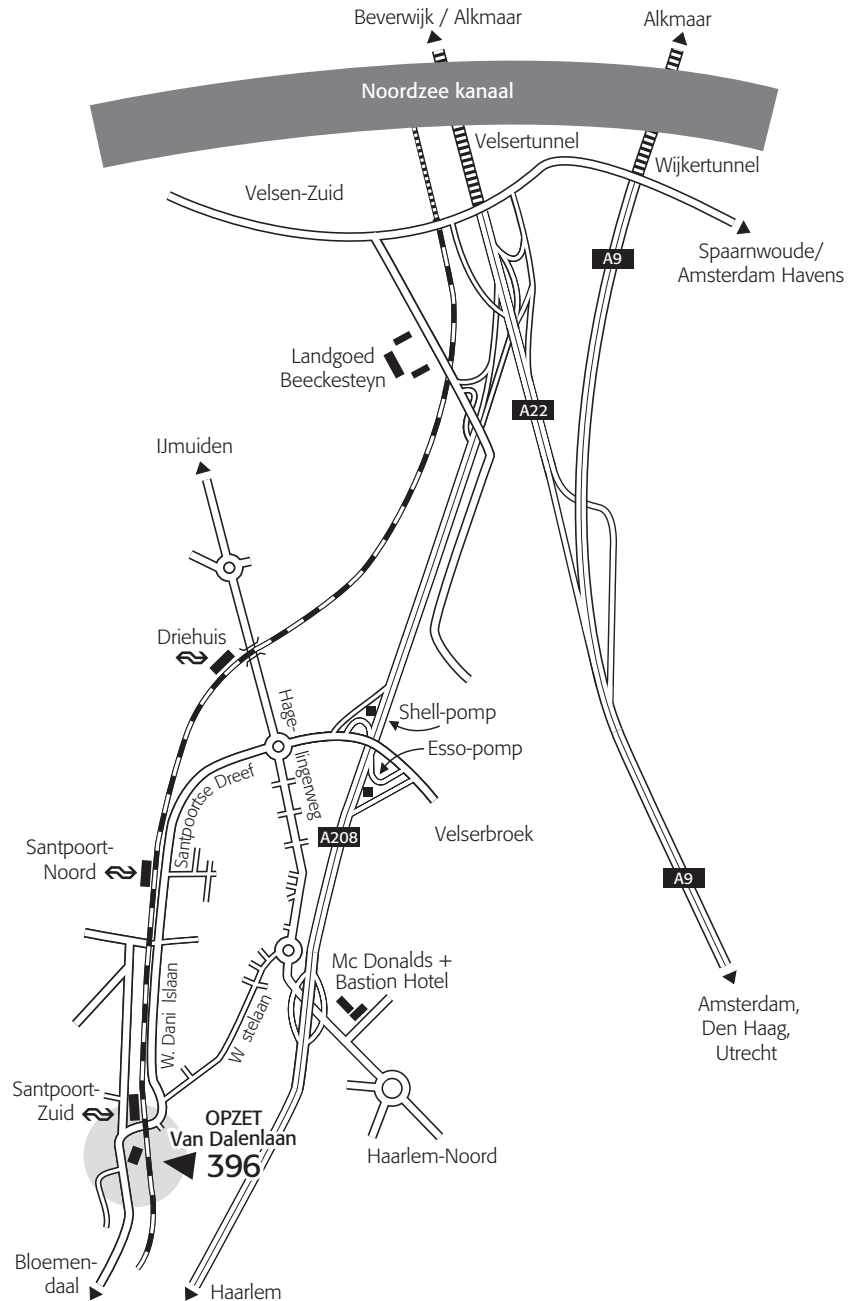 Beverwijk / Alkmaar
Alkmaar
Noordzee kanaal
Velsertunnel
Wijkertunnel
Velsen-Zuid
Spaarnwoude/
Amsterdam Havens
A9
Landgoed
Beeckesteyn
A22
IJmuiden
Driehuis
Hage-
lingerweg
Shell-pomp
Esso-pomp
Santpoortse Dreef
A208
Velserbroek
Santpoort-
Noord
A9
Mc Donalds +
Bastion Hotel
W. Dani Islaan
W stelaan
Amsterdam,
Den Haag,
Utrecht
Santpoort-
Zuid
OPZET
Van Dalenlaan
396
Haarlem-Noord
Bloemen-
daal
Haarlem